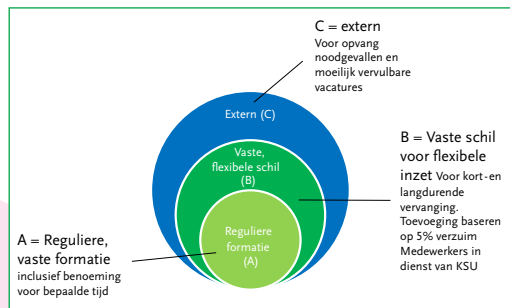 C = extern
Voor opvang
noodgevallen en
moeilijk vervulbare
vacatures
Extern (C)
Vaste,
flexibele schil
(B)
B = Vaste schil
voor flexibele
inzet Voor kort- en
langdurende
vervanging.
Toevoeging baseren
op 5% verzuim
Medewerkers in
dienst van KSU
Reguliere
formatie
(A)
A = Reguliere,
vaste formatie
inclusief benoeming
voor bepaalde tijd